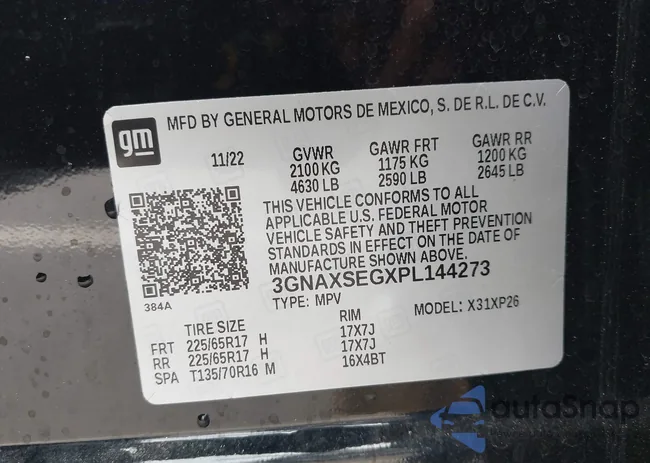 gm
MFD BY GENERAL MOTORS DE MEXICO, S. DE R.L. DE C.V.
11/22 GVWR GAWR FRT GAWR RR
2100 KG 1175 KG 1200 KG
4630 LB 2590 LB 2645 LB
THIS VEHICLE CONFORMS TO ALL
APPLICABLE U.S. FEDERAL MOTOR
VEHICLE SAFETY AND THEFT PREVENTION
STANDARDS IN EFFECT ON THE DATE OF
MANUFACTURE SHOWN ABOVE.
3GNAXSEGXPL144273
384A
TYPE: MPV MODEL: X31XP26
TIRE SIZE RIM
FRT 225/65R17 H 17X7J
RR 225/65R17 H 17X7J
SPA T135/70R16 M 16X4BT
autoSnap